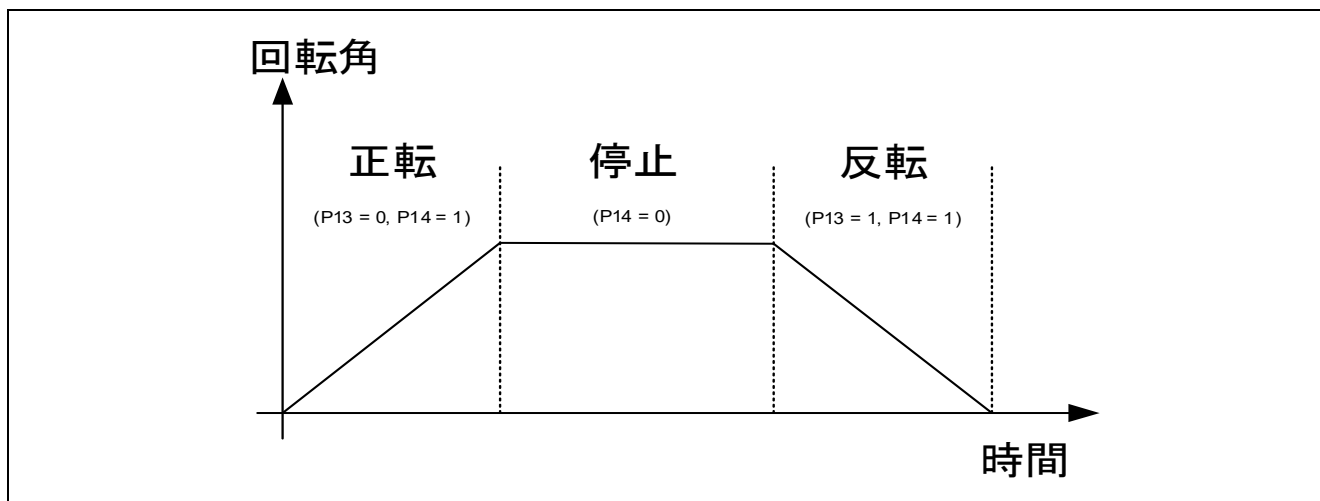 回転角
正転
停止
反転
(P13 = 0, P14 = 1)
(P14 = 0)
(P13 = 1, P14 = 1)
時間